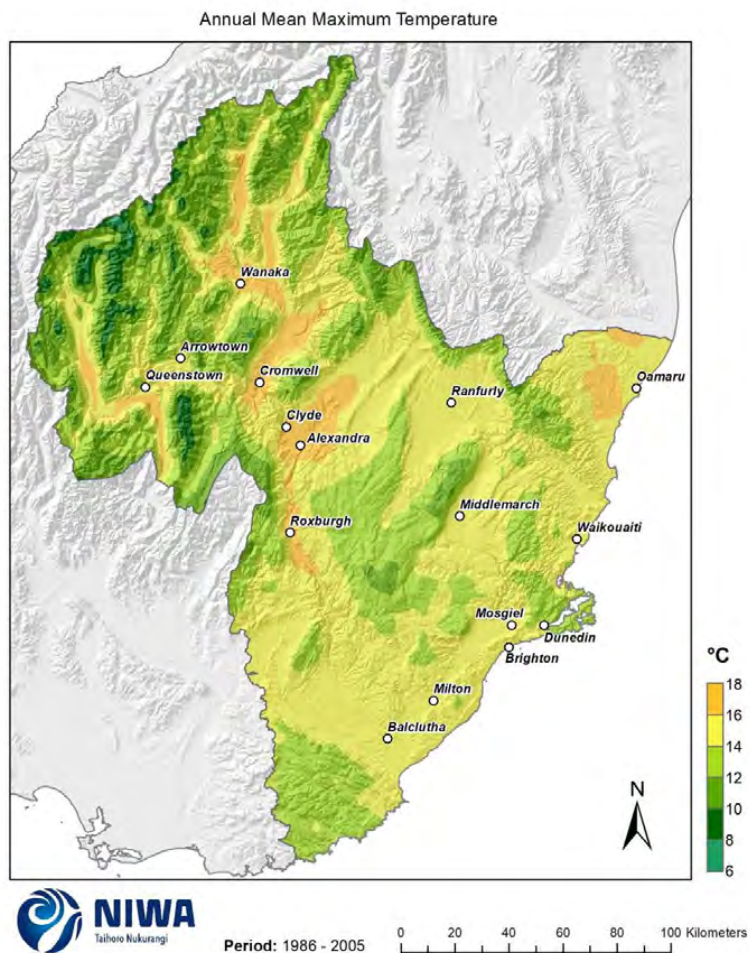 Annual Mean Maximum Temperature
Wanaka
Arrowtown
Queenstown
Cromwell
Clyde
Alexandra
Ranfurly
Oamaru
Roxburgh
Middlemarch
Waikouaiti
Mosgiel
Dunedin
Brighton
Milton
Balclutha
°C
18
16
14
12
10
8
6
N
NIWA
Taihoro Nukurangi
Period: 1986 - 2005
0 20 40 60 80 100 Kilometers